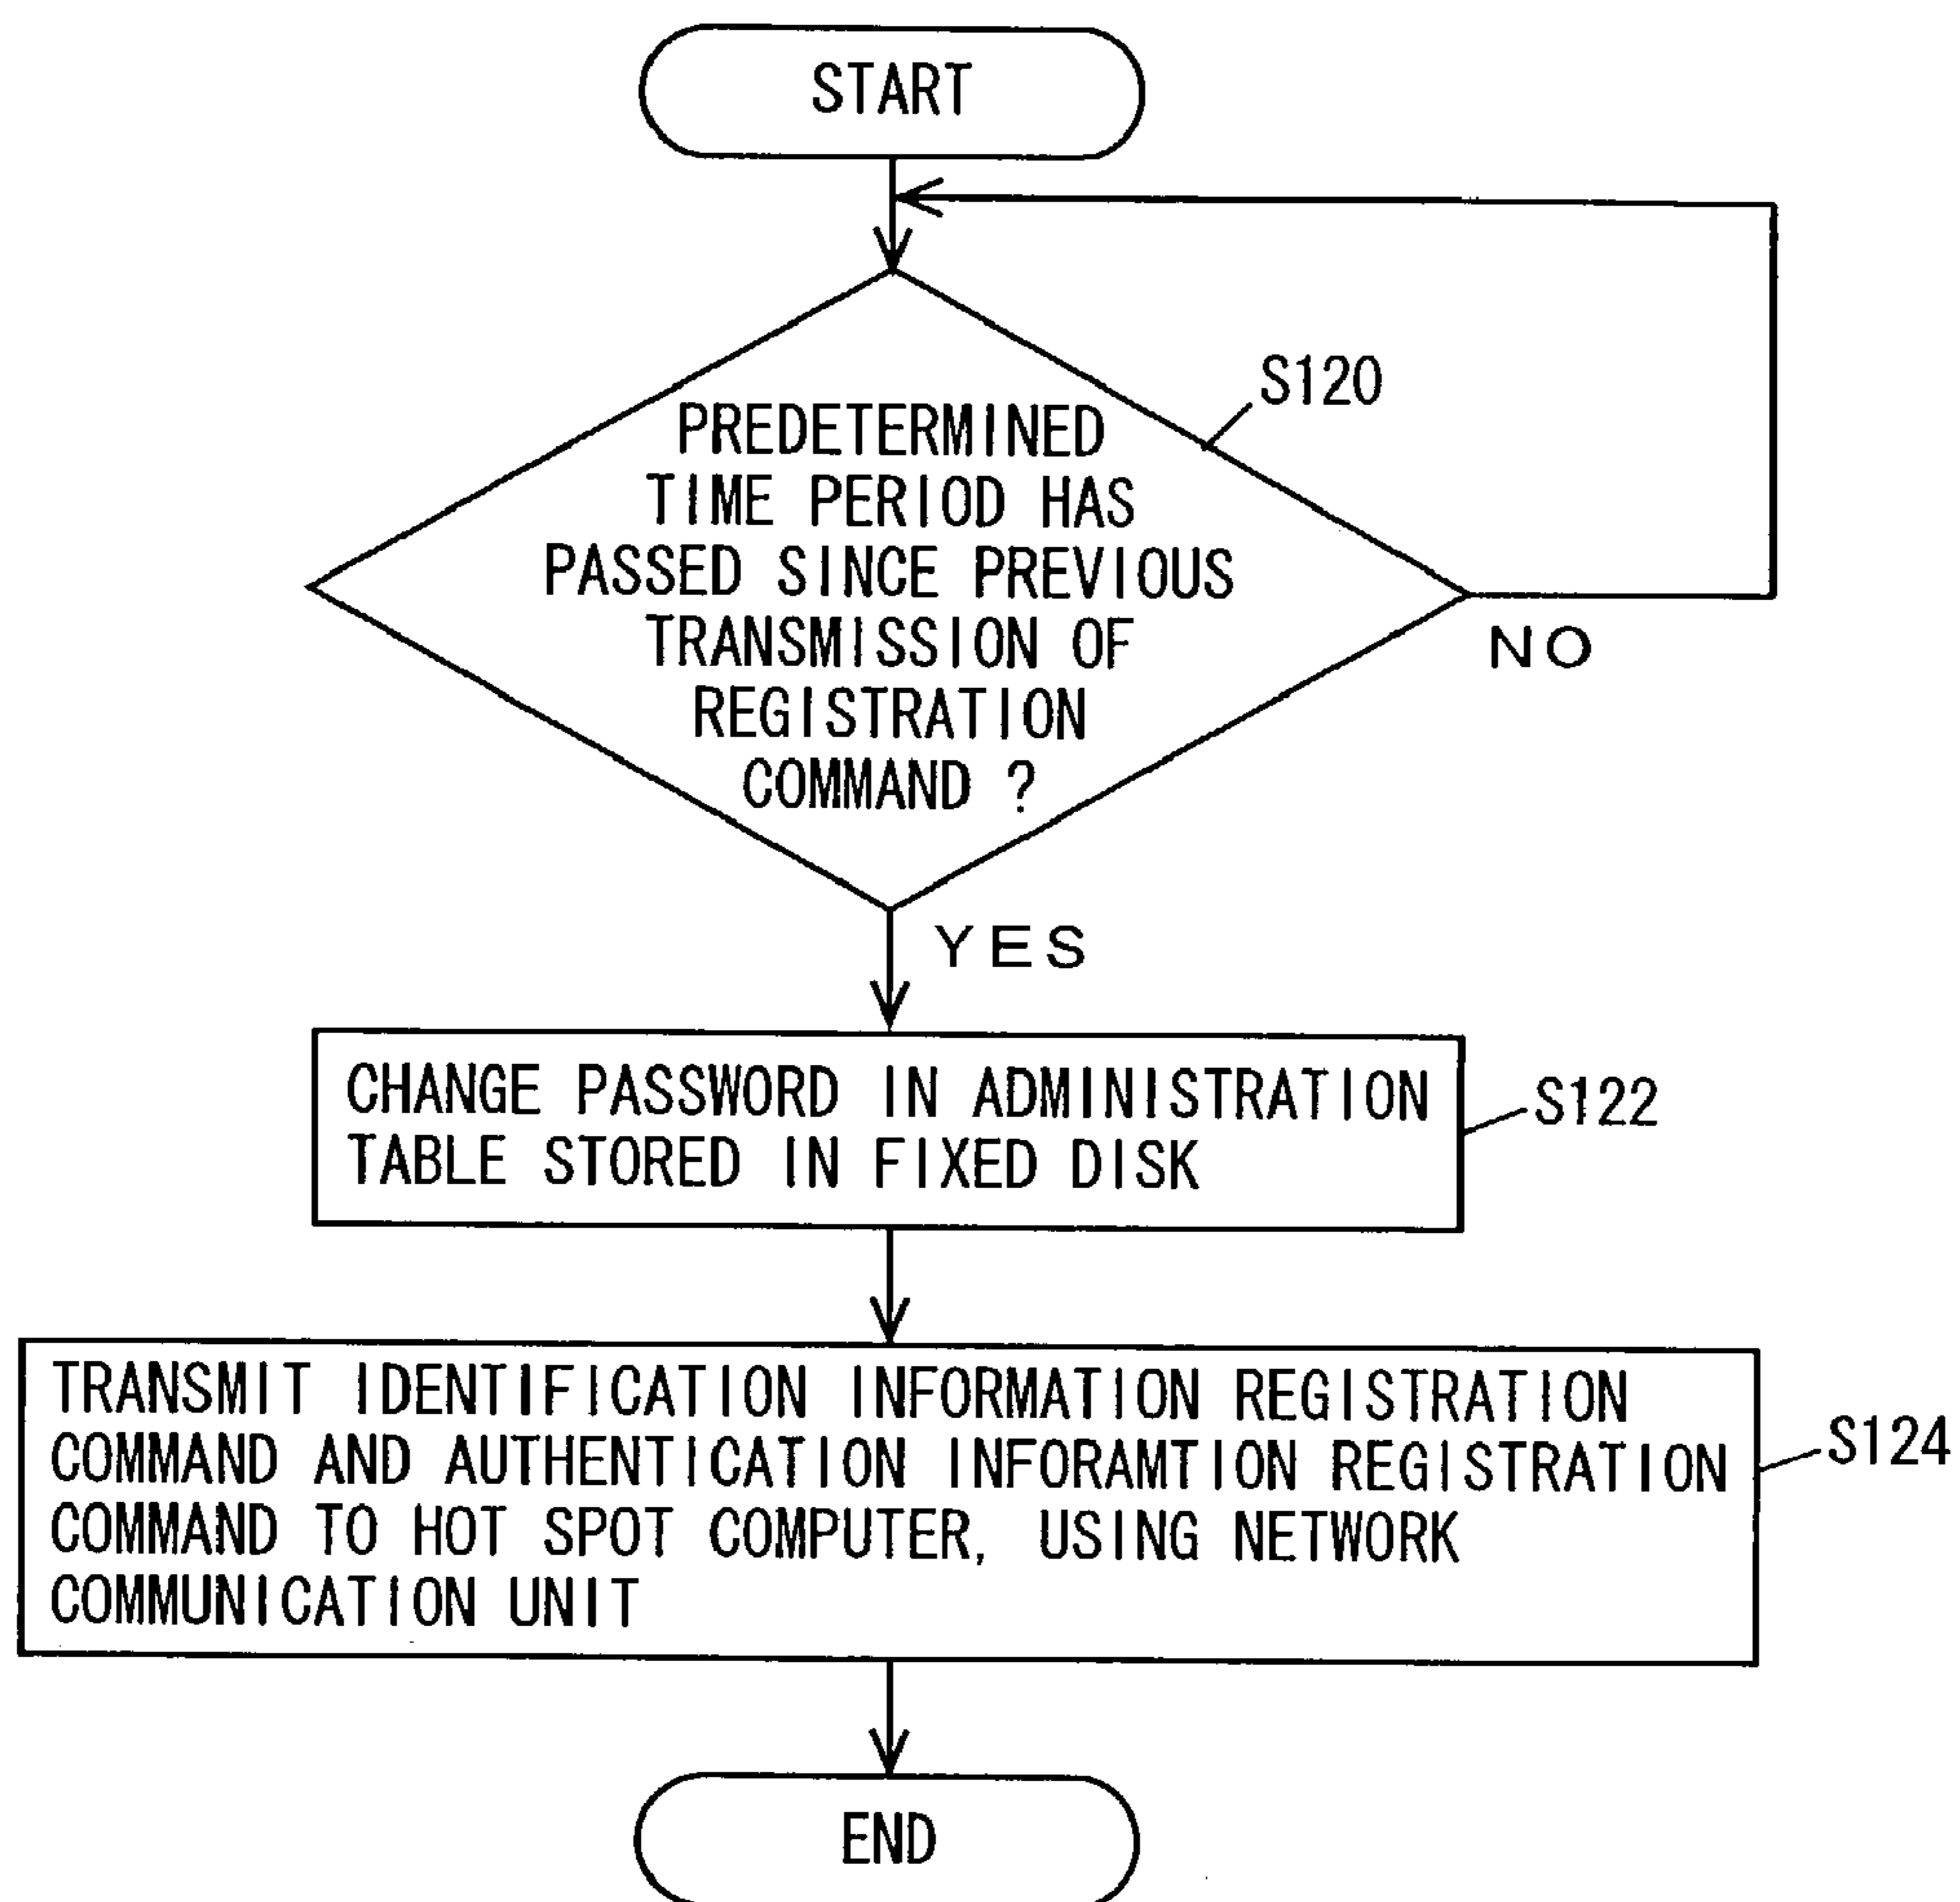 START
S120
PREDETERMINED
TIME PERIOD HAS
PASSED SINCE PREVIOUS
TRANSMISSION OF
REGISTRATION
COMMAND ?
NO
YES
CHANGE PASSWORD IN ADMINISTRATION
TABLE STORED IN FIXED DISK
S122
TRANSMIT IDENTIFICATION INFORMATION REGISTRATION
COMMAND AND AUTHENTICATION INFORAMTION REGISTRATION
COMMAND TO HOT SPOT COMPUTER, USING NETWORK
COMMUNICATION UNIT
S124
END